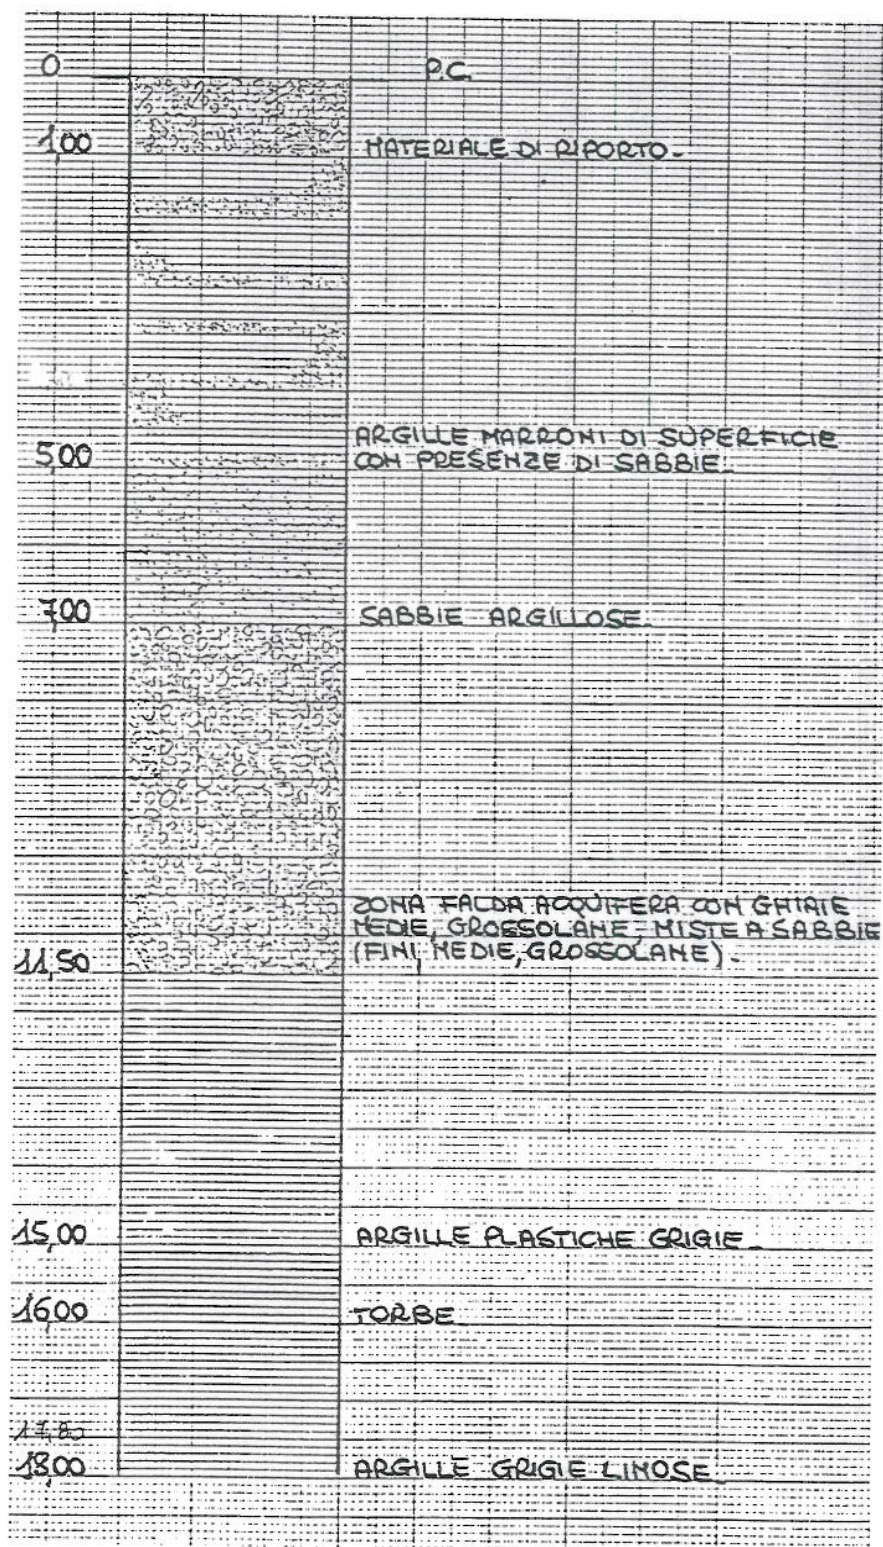 0 P.C.
1,00 MATERIALE DI RIPORTO.
ARGILLE MARRONI DI SUPERFICIE
5,00 CON PRESENZE DI SABBIE.
7,00 SABBIE ARGILLOSE.
ZONA FALDA ACQUIFERA CON GHIAIE
MEDIE, GROSSOLANE, MISTE A SABBIE
11,50 (FINI, MEDIE, GROSSOLANE).
15,00 ARGILLE PLASTICHE GRIGIE.
16,00 TORBE
17,80
18,00 ARGILLE GRIGIE LIMOSE.